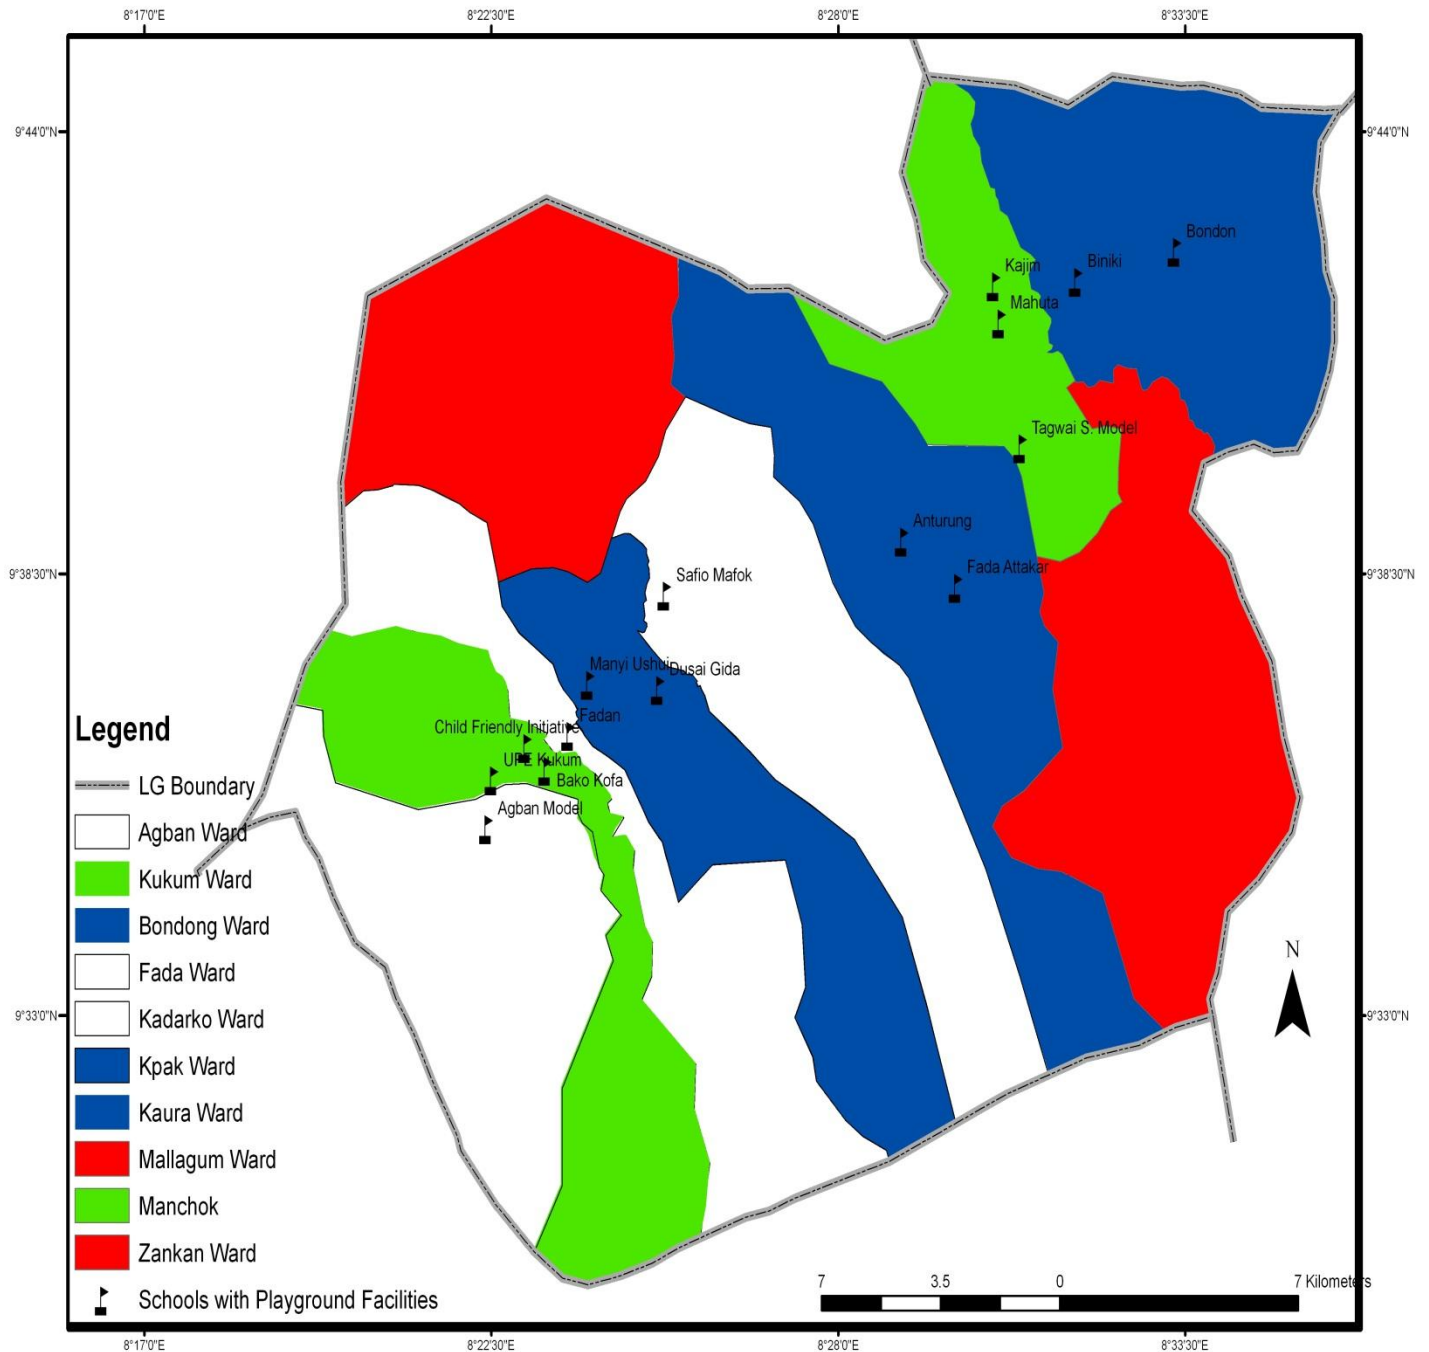 8°17'0"E
8°22'30"E
8°28'0"E
8°33'30"E
9°44'0"N
9°44'0"N
Bondon
Biniki
Kajim
Mahuta
Tagwai S. Model
Anturung
Fada Attakar
9°38'30"N
9°38'30"N
Safio Mafok
Manyi Ushui
Dusai Gida
Fadan
Child Friendly Initiative
UPE Kukum
Bako Kofa
Agban Model
Legend
LG Boundary
Agban Ward
Kukum Ward
Bondong Ward
Fada Ward
Kadarko Ward
Kpak Ward
Kaura Ward
Mallagum Ward
Manchok
Zankan Ward
Schools with Playground Facilities
N
9°33'0"N
9°33'0"N
7 3.5 0 7 Kilometers
8°17'0"E
8°22'30"E
8°28'0"E
8°33'30"E